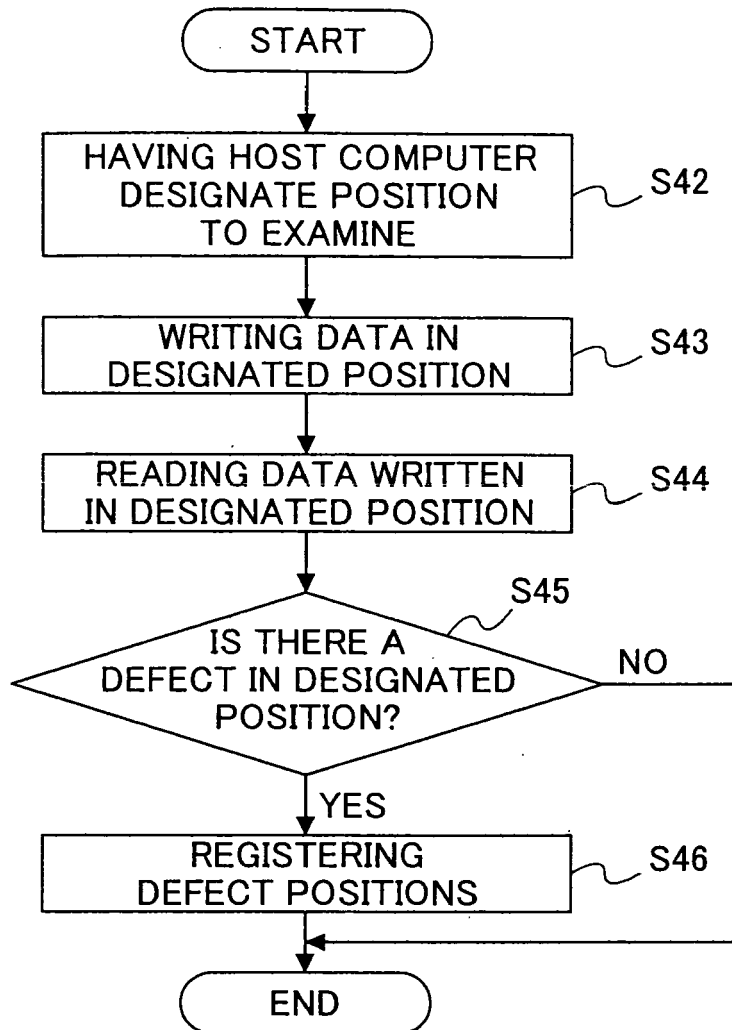 START
HAVING HOST COMPUTER
DESIGNATE POSITION
TO EXAMINE
S42
WRITING DATA IN
DESIGNATED POSITION
S43
READING DATA WRITTEN
IN DESIGNATED POSITION
S44
S45
IS THERE A
DEFECT IN DESIGNATED
POSITION?
NO
YES
REGISTERING
DEFECT POSITIONS
S46
END